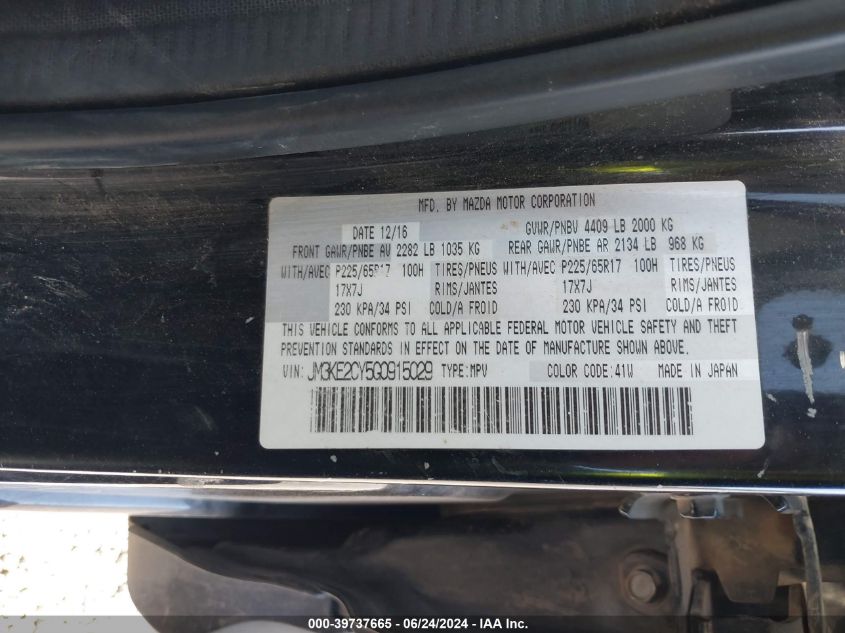 MFD. BY MAZDA MOTOR CORPORATION
DATE 12/16 GVWR/PNBV 4409 LB 2000 KG
FRONT GAWR/PNBE AV 2282 LB 1035 KG REAR GAWR/PNBE AR 2134 LB 968 KG
WITH/AVEC P225/65R17 100H TIRES/PNEUS WITH/AVEC P225/65R17 100H TIRES/PNEUS
17X7J RIMS/JANTES 17X7J RIMS/JANTES
230 KPA/34 PSI COLD/A FROID 230 KPA/34 PSI COLD/A FROID
THIS VEHICLE CONFORMS TO ALL APPLICABLE FEDERAL MOTOR VEHICLE SAFETY AND THEFT
PREVENTION STANDARDS IN EFFECT ON THE DATE OF MANUFACTURE SHOWN ABOVE.
VIN: JM3KE2CY5G0915029 TYPE:MPV COLOR CODE:41W MADE IN JAPAN
000-39737665 - 06/24/2024 - IAA Inc.